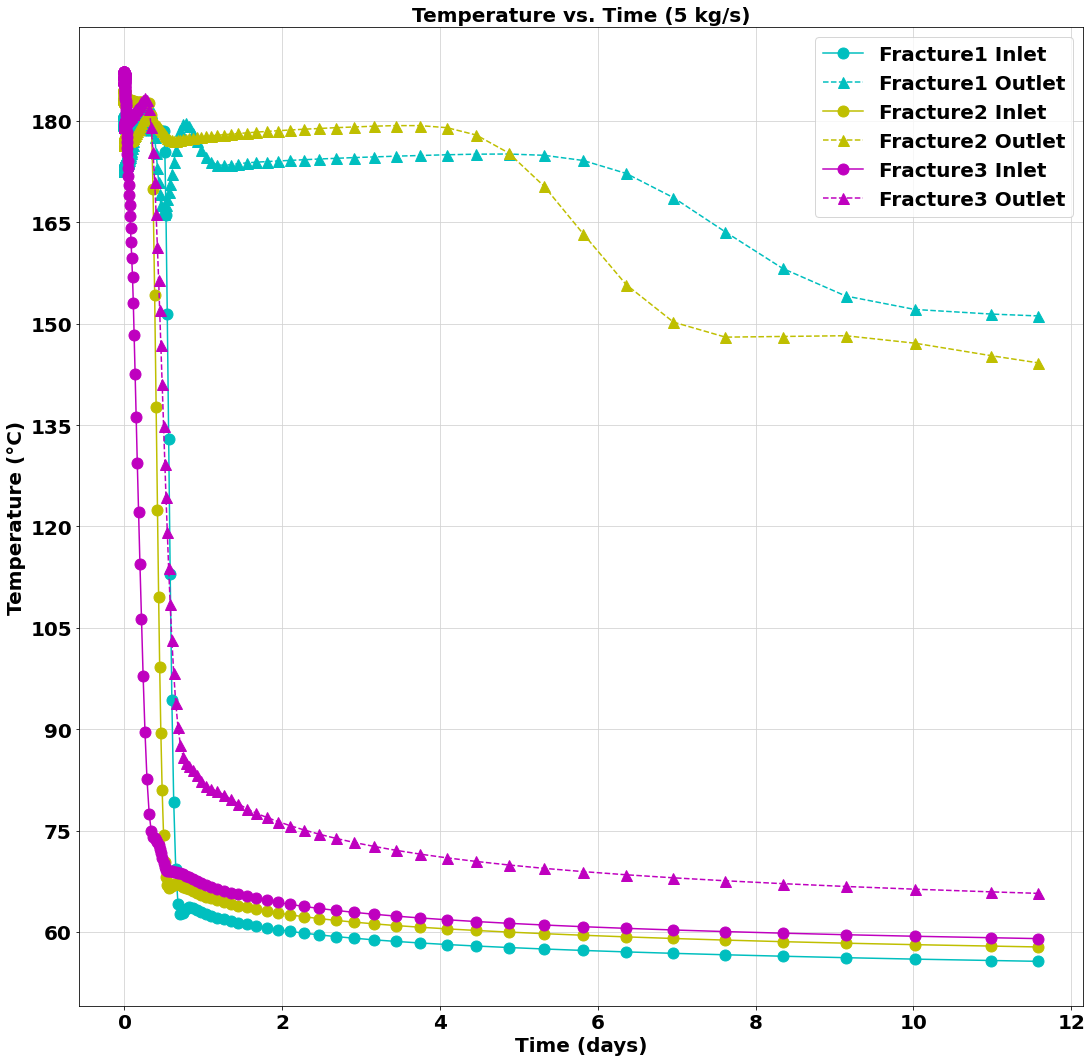 Temperature vs. Time (5 kg/s)
Fracture1 Inlet
Fracture1 Outlet
Fracture2 Inlet
Fracture2 Outlet
Fracture3 Inlet
Fracture3 Outlet
Temperature (°C)
180
165
150
135
120
105
90
75
60
0 2 4 6 8 10 12
Time (days)